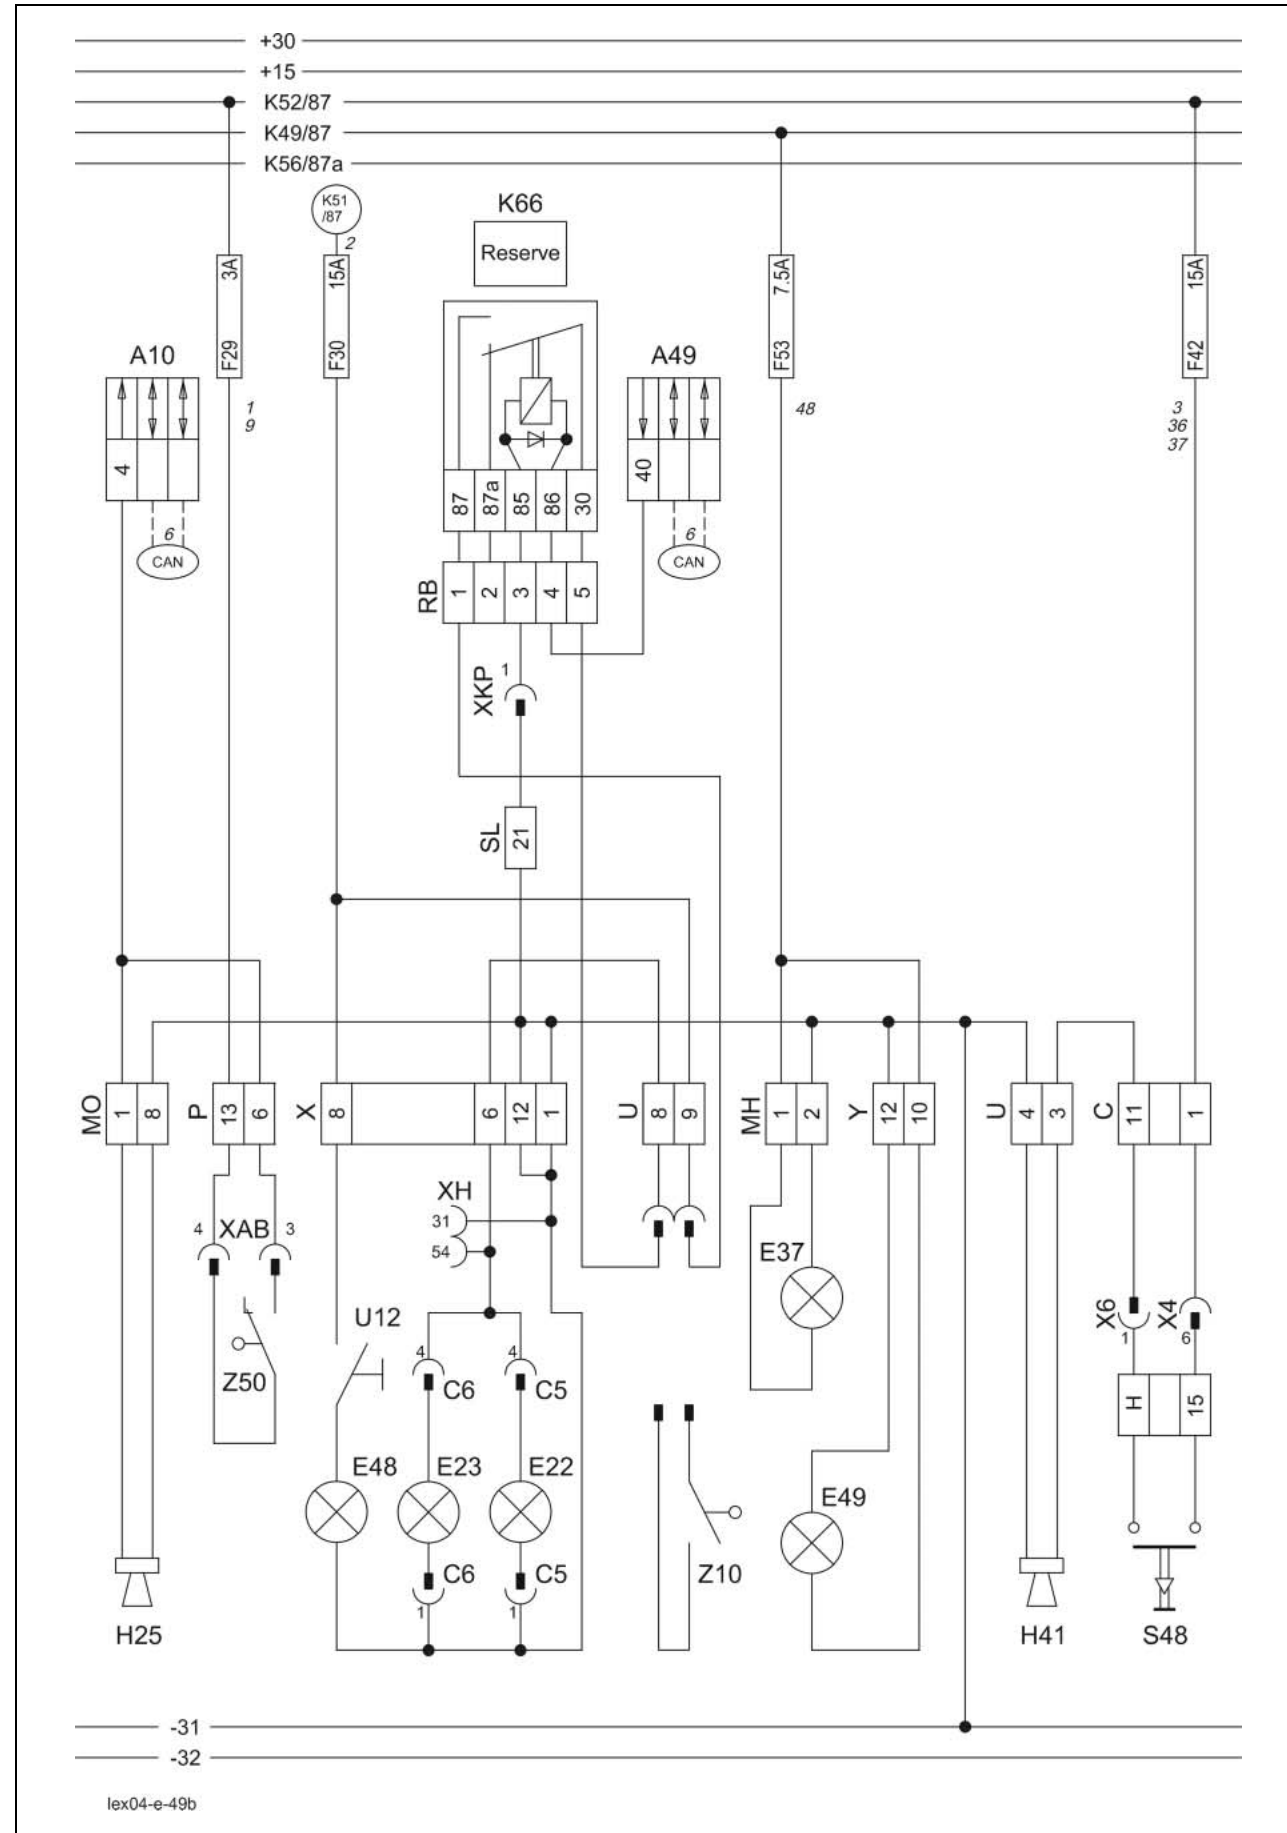 +30
+15
K52/87
K49/87
K56/87a
K51
/87
2
K66
Reserve
3A
F29
15A
F30
7.5A
F53
15A
F42
A10
A49
1
9
48
3
36
37
4
40
6
CAN
6
CAN
87
87a
85
86
30
RB
1
2
3
4
5
XKP
1
SL
21
MO
1
8
P
13
6
X
8
6
12
1
U
8
9
MH
1
2
Y
12
10
U
4
3
C
11
1
XH
31
54
4
XAB
3
E37
U12
Z50
4
C6
4
C5
X6
1
X4
6
H
15
E48
E23
E22
E49
C6
1
C5
1
Z10
H25
H41
S48
-31
-32
lex04-e-49b